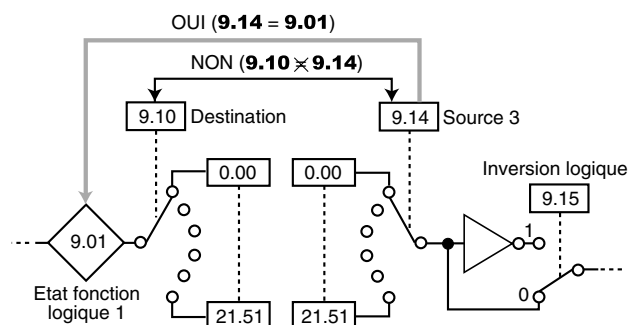 OUI (9.14 = 9.01)
NON (9.10 ≠ 9.14)
9.10 Destination
9.14 Source 3
0.00
0.00
Inversion logique
9.15
9.01
1
Etat fonction
logique 1
0
21.51
21.51